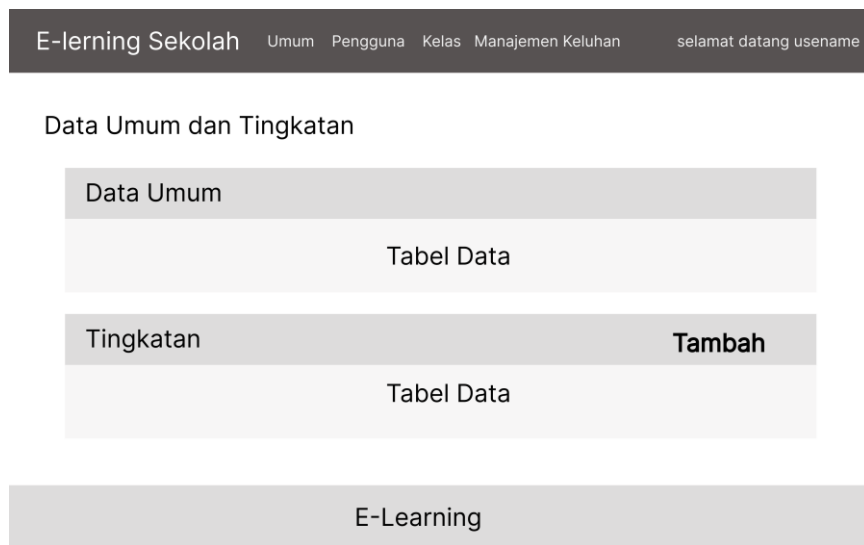 E-lerning Sekolah Umum Pengguna Kelas Manajemen Keluhan selamat datang usename
Data Umum dan Tingkatan
Data Umum
Tabel Data
Tingkatan Tambah
Tabel Data
E-Learning